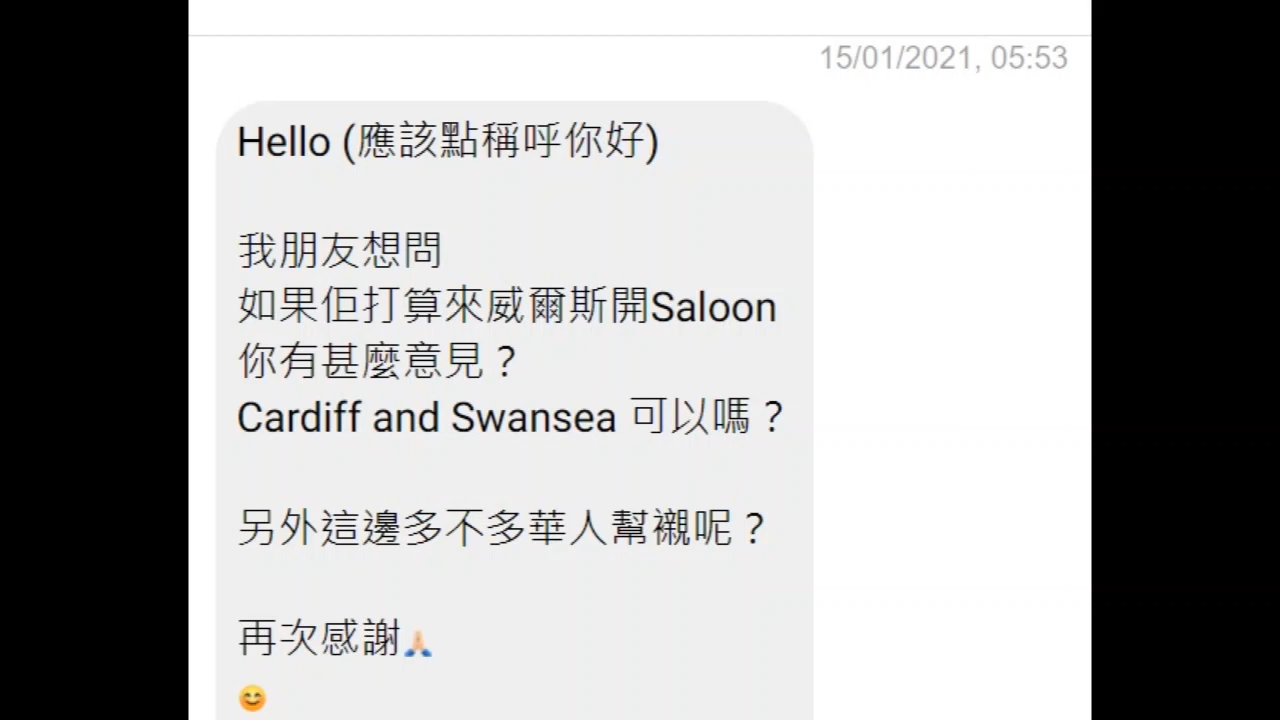 15/01/2021, 05:53
Hello (應該點稱呼你好)
我朋友想問
如果佢打算來威爾斯開Saloon
你有甚麼意見？
Cardiff and Swansea 可以嗎？
另外這邊多不多華人幫襯呢？
再次感謝🙏🏻
😊